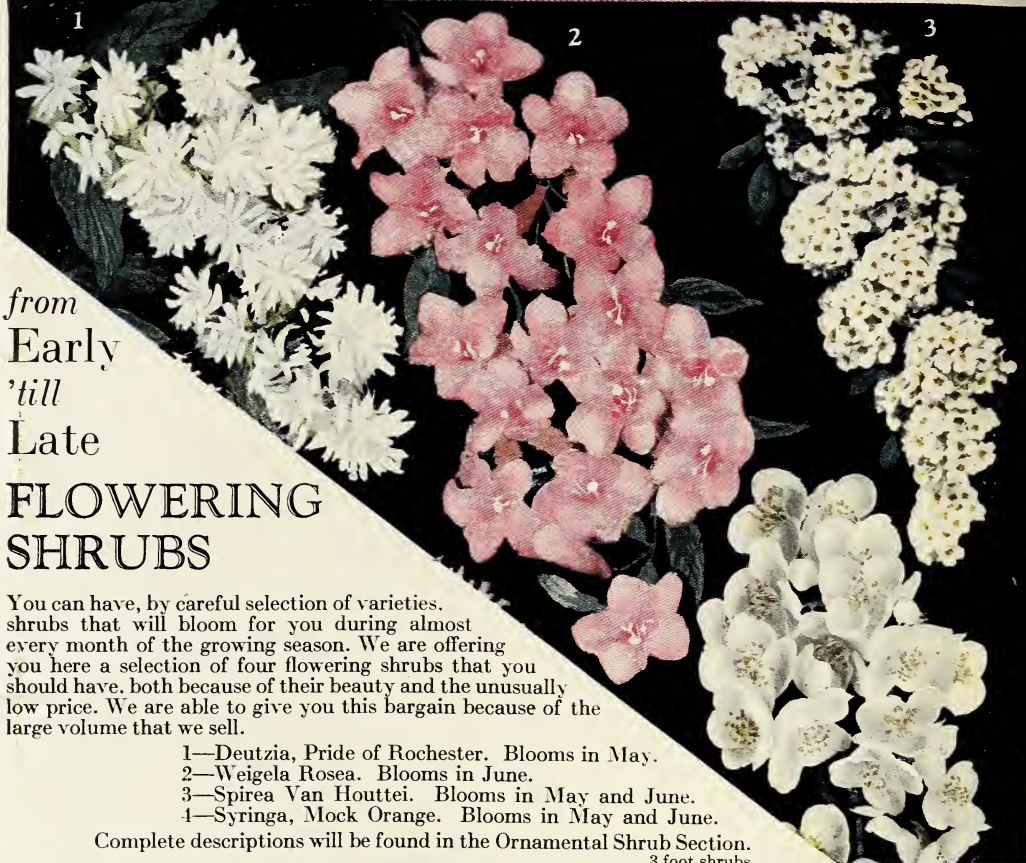 1
2
3
from
Early
'till
Late
FLOWERING
SHRUBS
You can have, by careful selection of varieties,
shrubs that will bloom for you during almost
every month of the growing season. We are offering
you here a selection of four flowering shrubs that you
should have, both because of their beauty and the unusually
low price. We are able to give you this bargain because of the
large volume that we sell.
1—Deutzia, Pride of Rochester. Blooms in May.
2—Weigela Rosea. Blooms in June.
3—Spirea Van Houttei. Blooms in May and June.
4—Syringa, Mock Orange. Blooms in May and June.
Complete descriptions will be found in the Ornamental Shrub Section.
3 foot shrubs